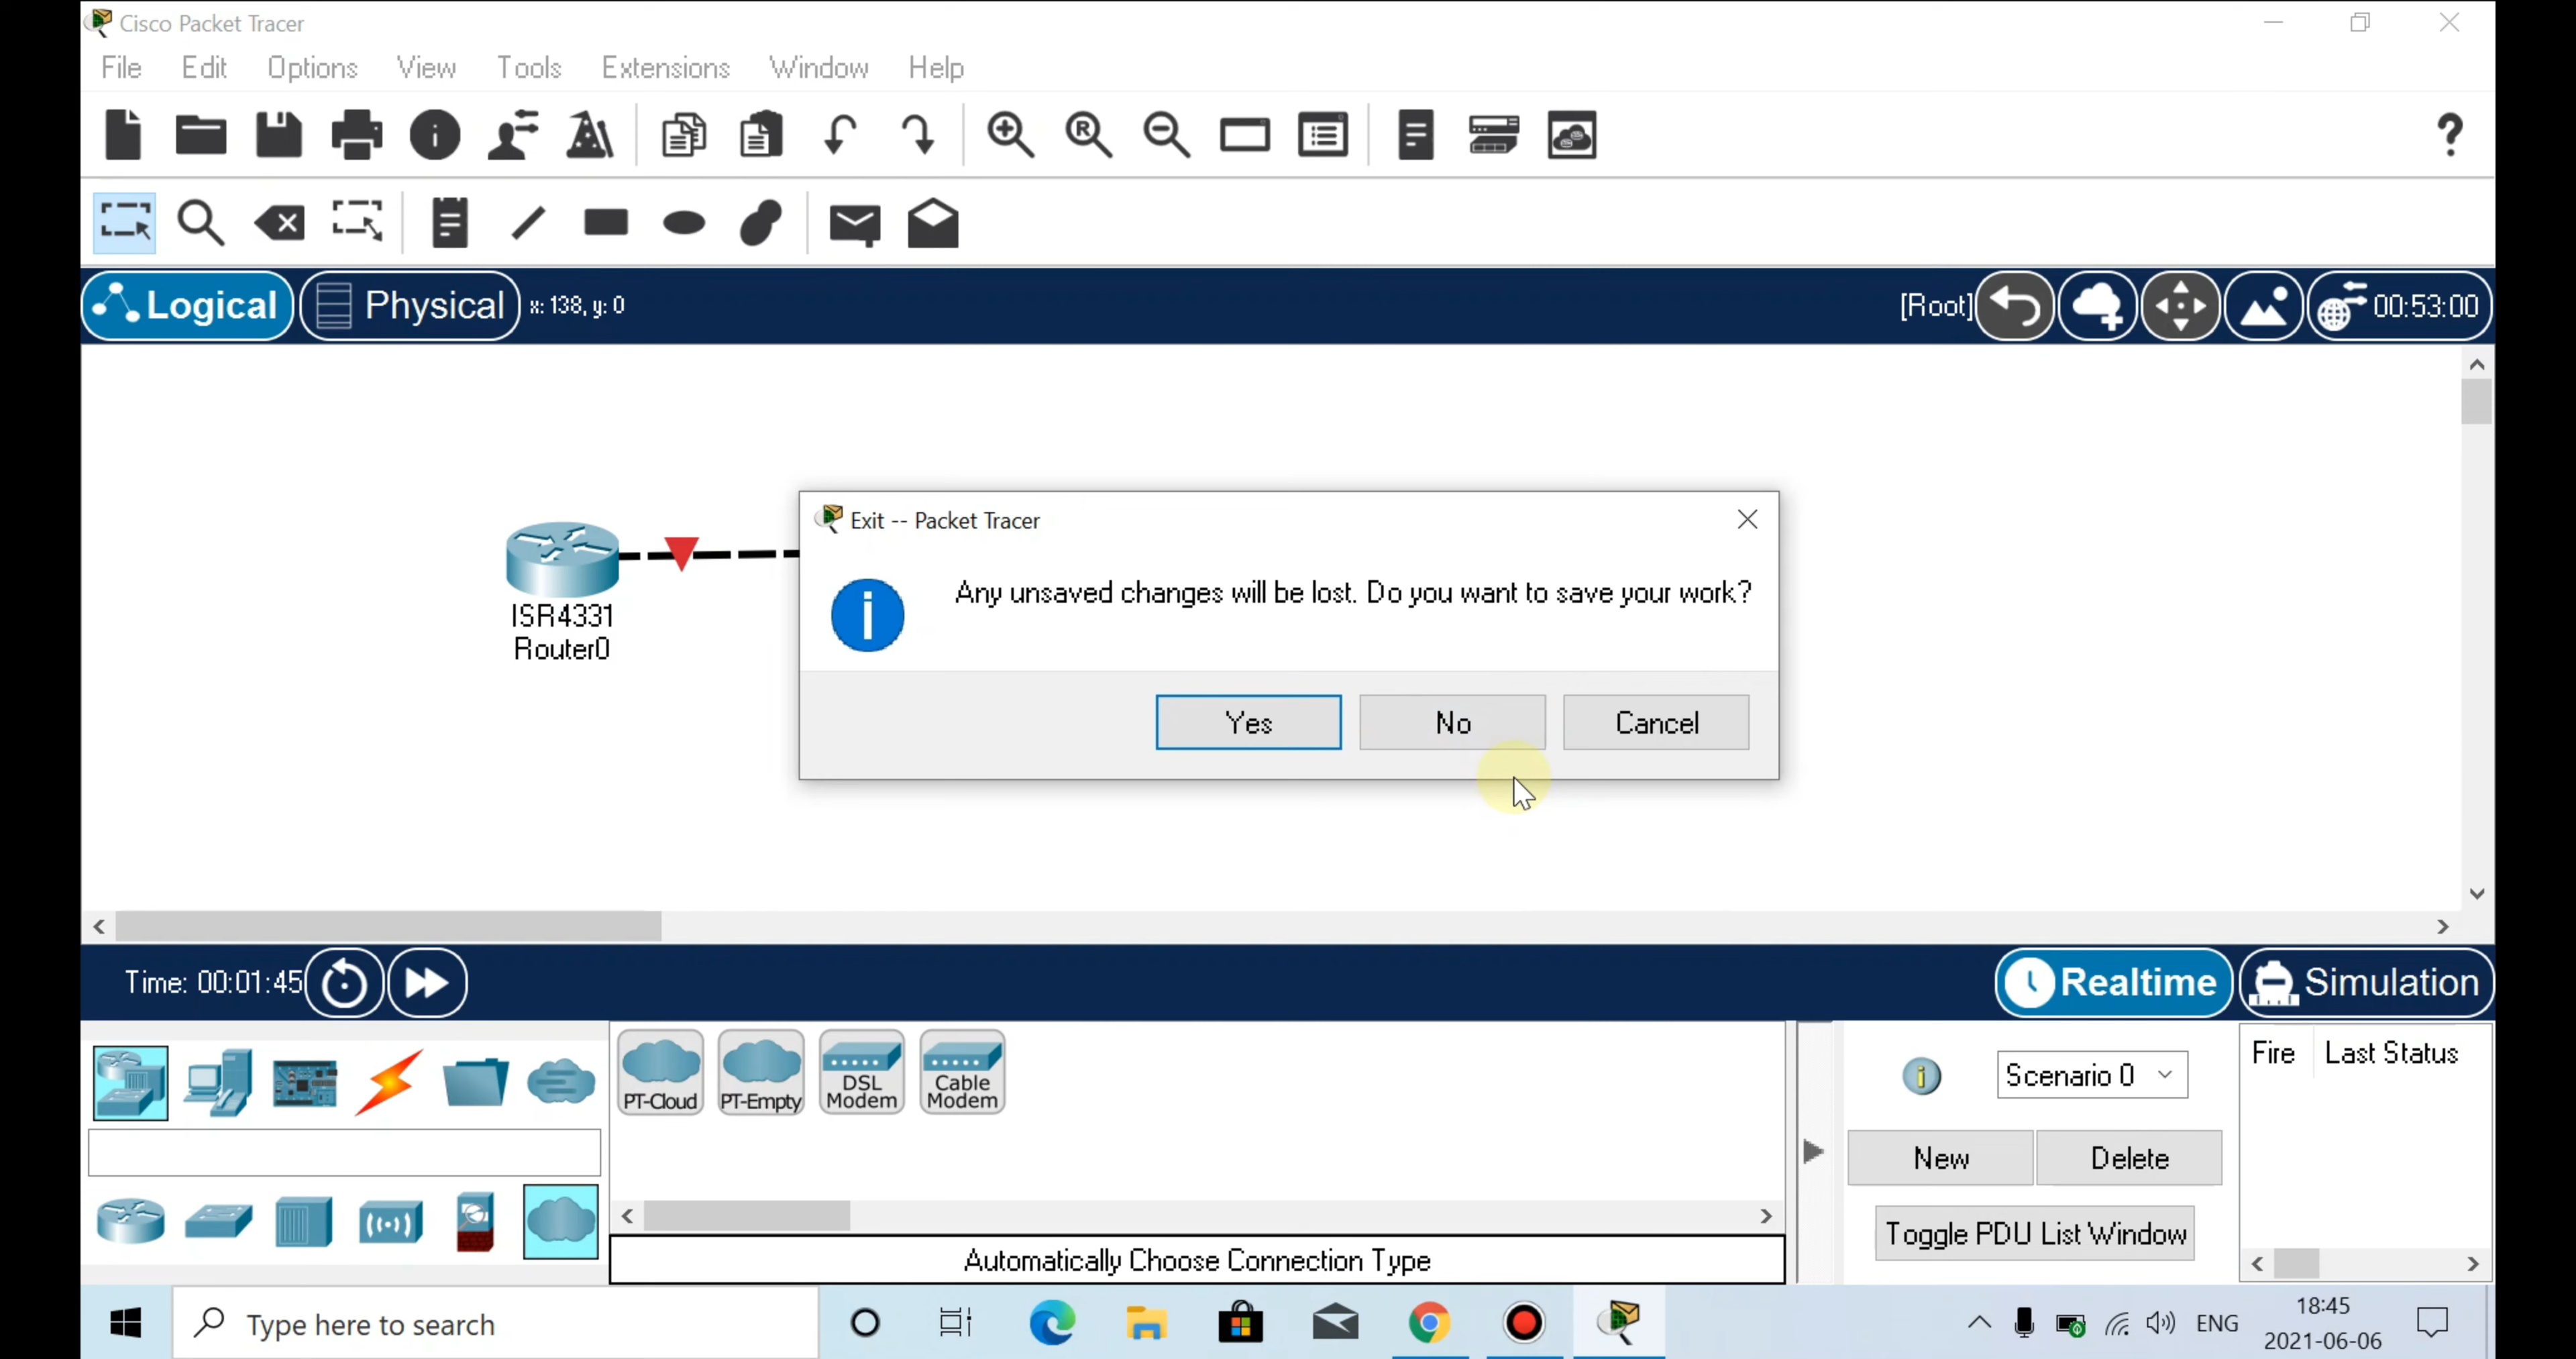 Cisco Packet Tracer
File Edit Options View Tools Extensions Window Help
Logical Physical x: 138, y: 0 [Root] 00:53:00
Exit -- Packet Tracer
Any unsaved changes will be lost. Do you want to save your work?
Yes No Cancel
ISR4331
Router0
Time: 00:01:45 Realtime Simulation
PT-Cloud PT-Empty DSL Modem Cable Modem
Scenario 0
Fire Last Status
New Delete
Toggle PDU List Window
Automatically Choose Connection Type
Type here to search
ENG
18:45
2021-06-06